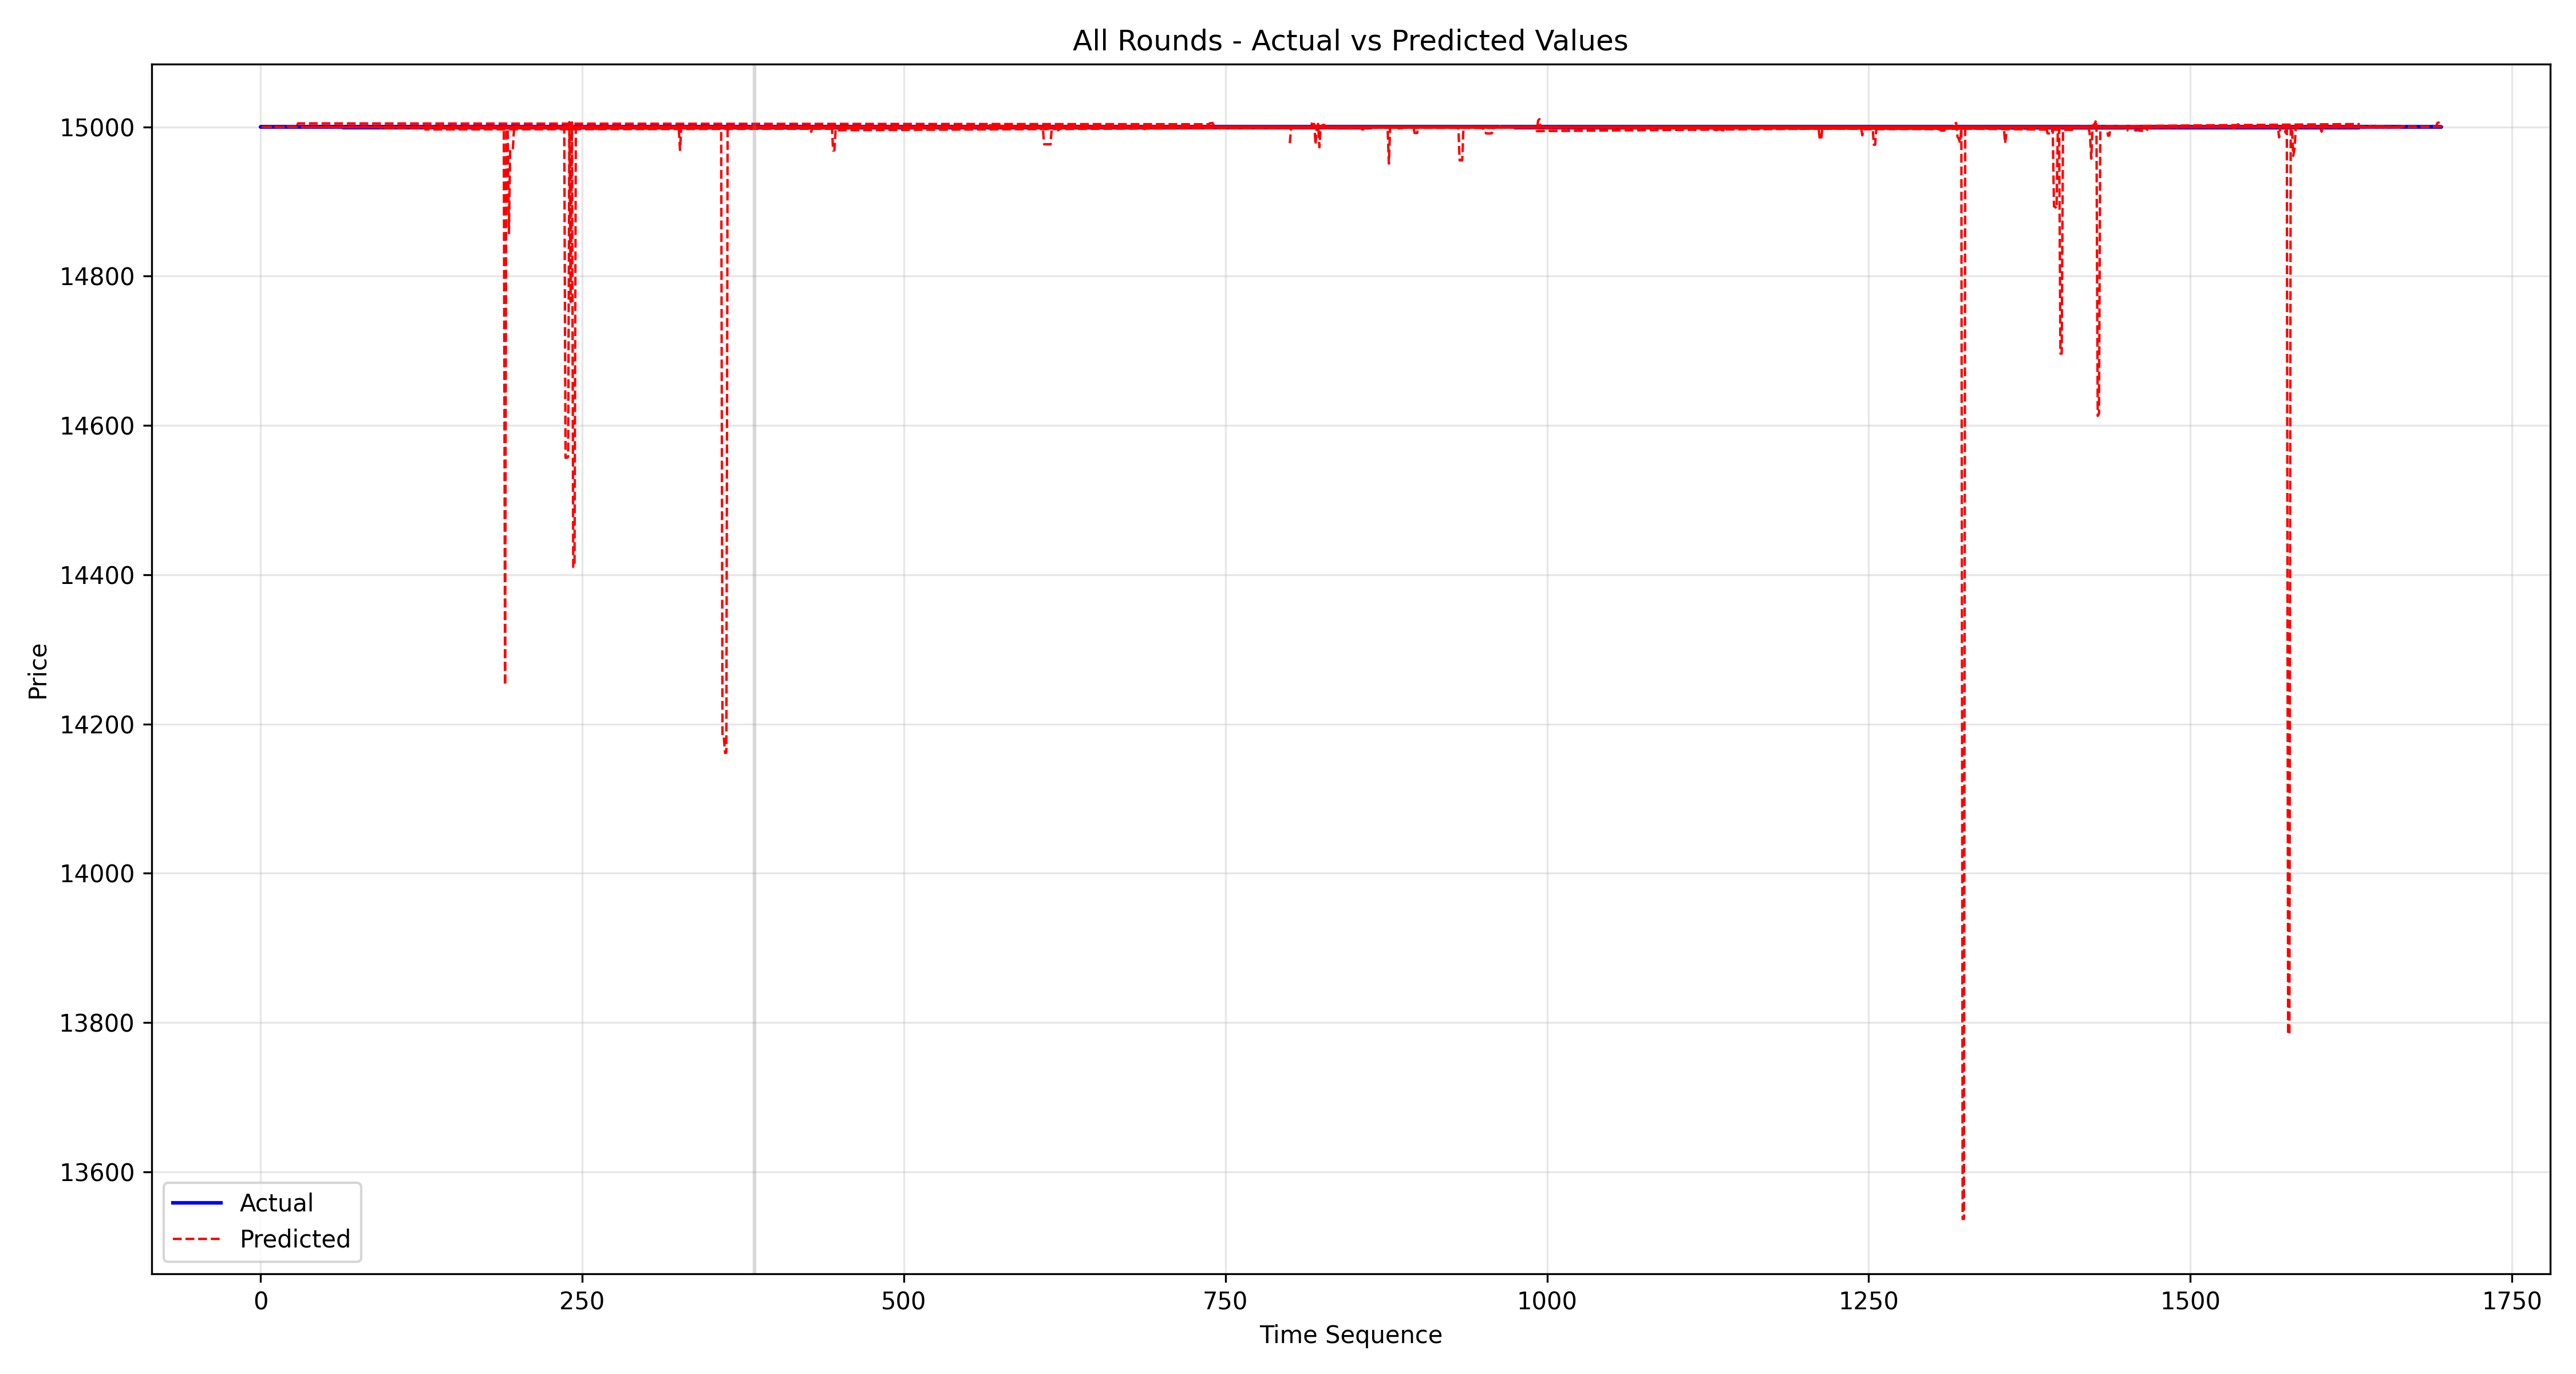 All Rounds - Actual vs Predicted Values
Price
15000
14800
14600
14400
14200
14000
13800
13600
Actual
Predicted
0 250 500 750 1000 1250 1500 1750
Time Sequence